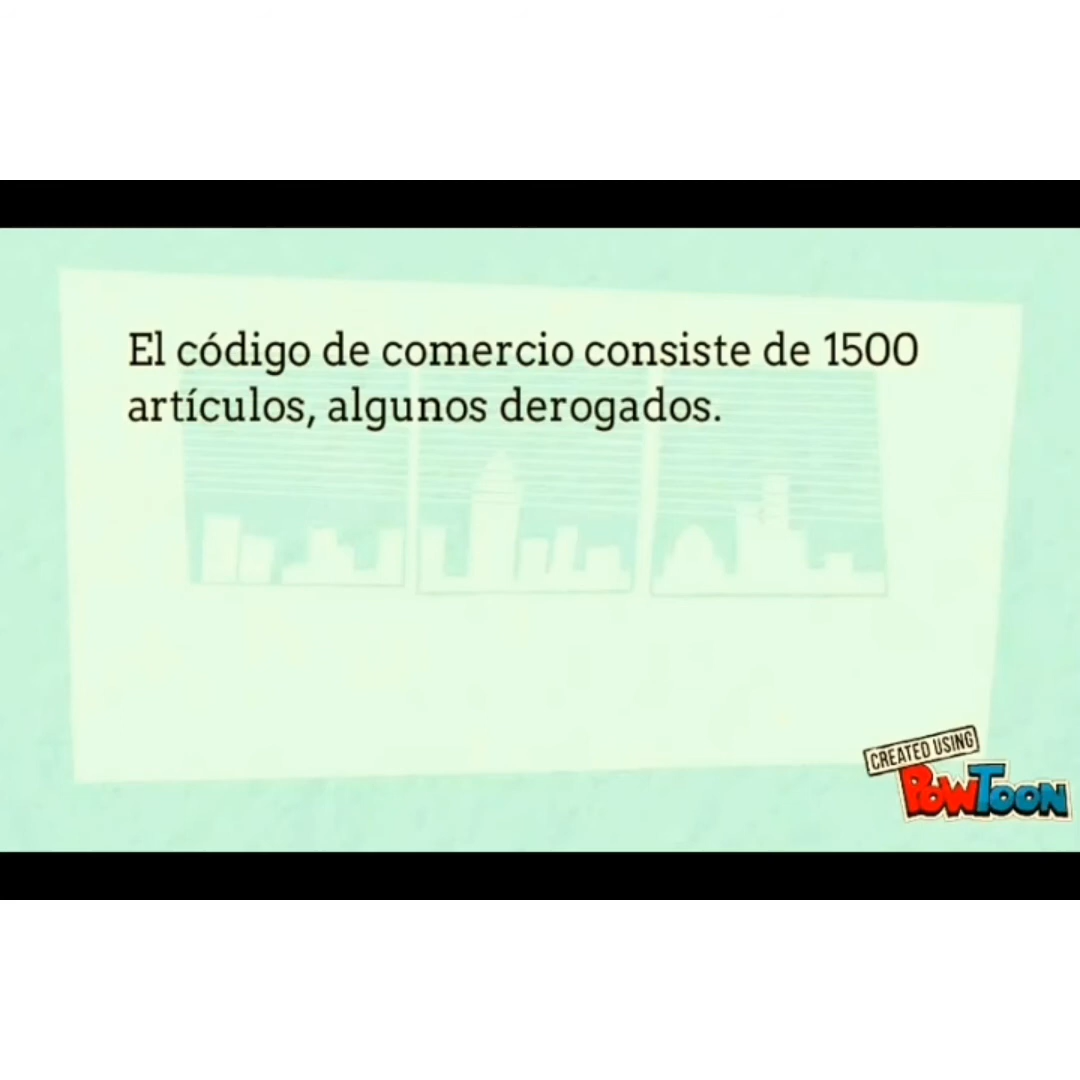 El código de comercio consiste de 1500
artículos, algunos derogados.
CREATED USING
POWTOON